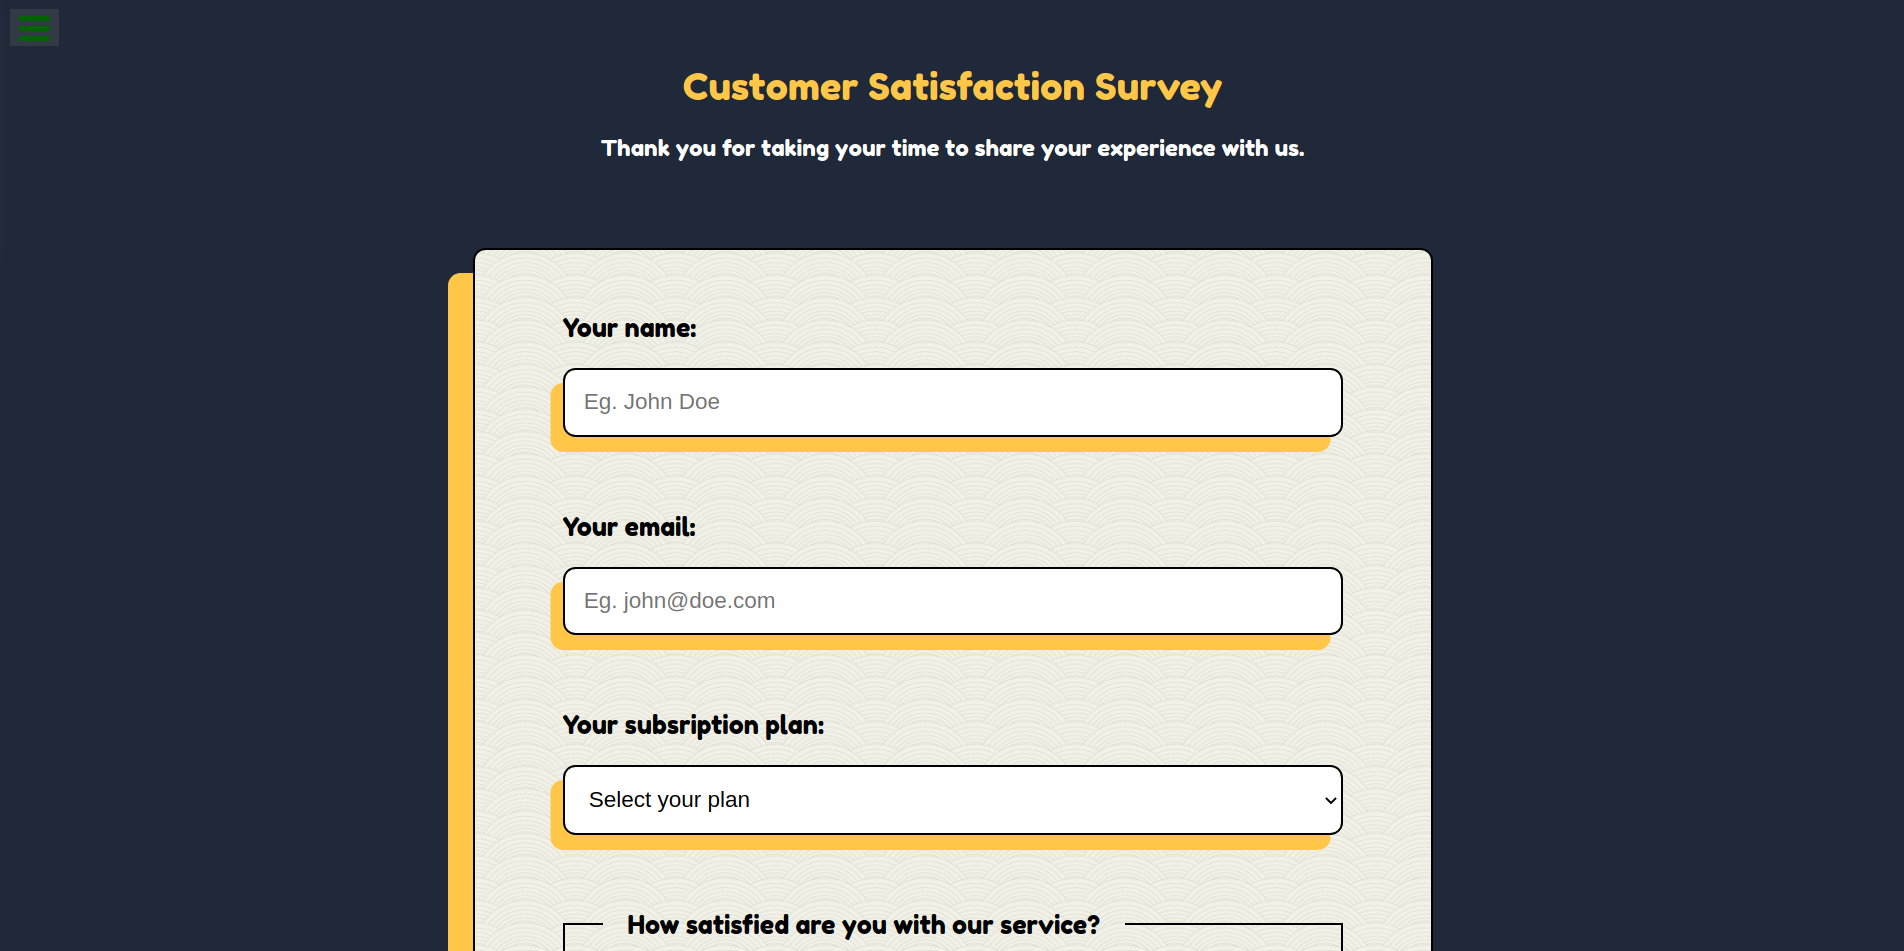 Customer Satisfaction Survey
Thank you for taking your time to share your experience with us.
Your name:
Eg. John Doe
Your email:
Eg. john@doe.com
Your subsription plan:
Select your plan
How satisfied are you with our service?